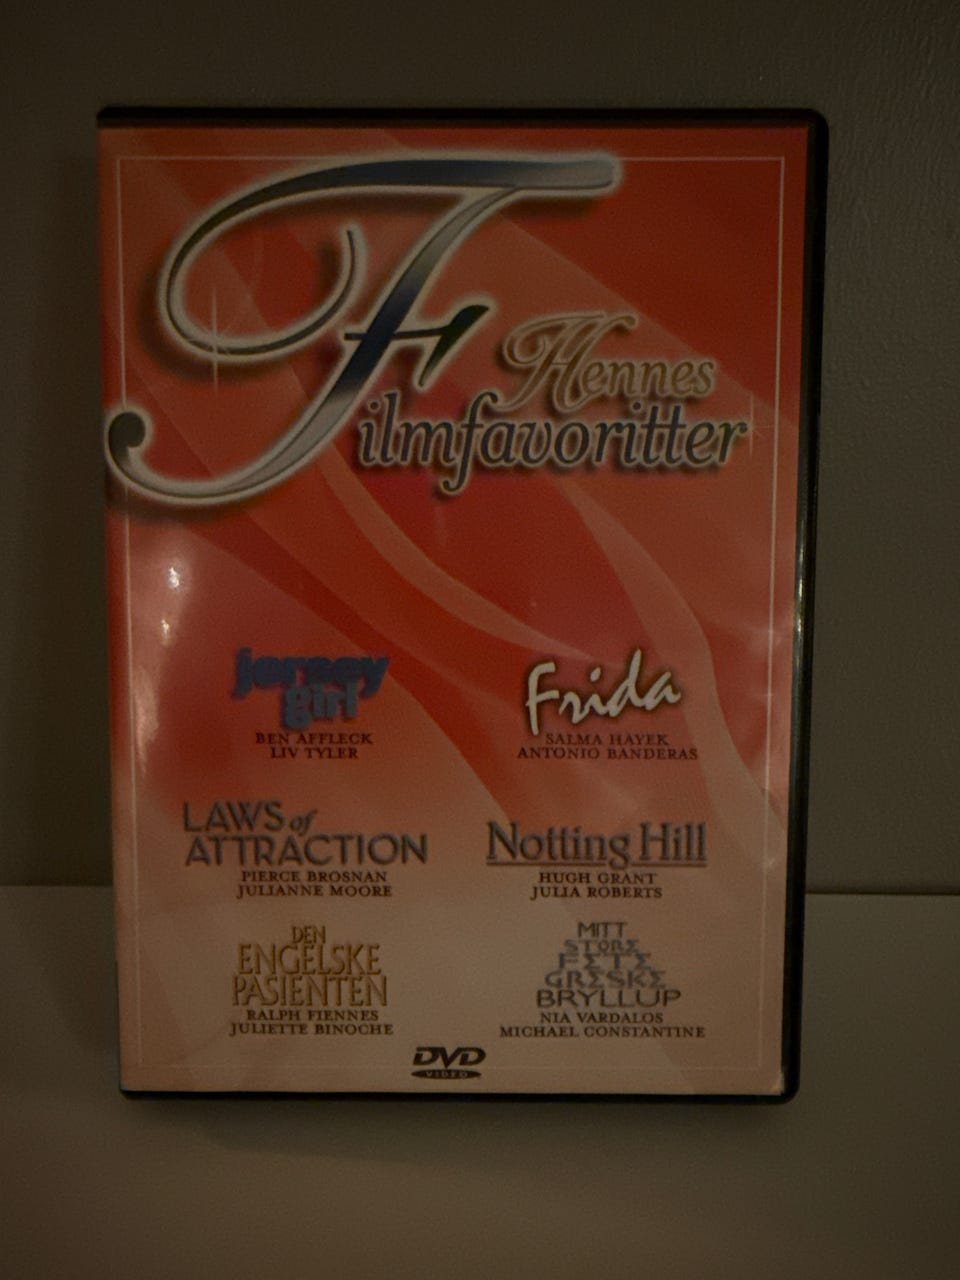 Hennes
Filmfavoritter
jersey
girl
BEN AFFLECK
LIV TYLER
Frida
SALMA HAYEK
ANTONIO BANDERAS
LAWS of
ATTRACTION
PIERCE BROSNAN
JULIANNE MOORE
Notting Hill
HUGH GRANT
JULIA ROBERTS
DEN
ENGELSKE
PASIENTEN
RALPH FIENNES
JULIETTE BINOCHE
MITT
STORE
FETE
GRESKE
BRYLLUP
NIA VARDALOS
MICHAEL CONSTANTINE
DVD
VIDEO